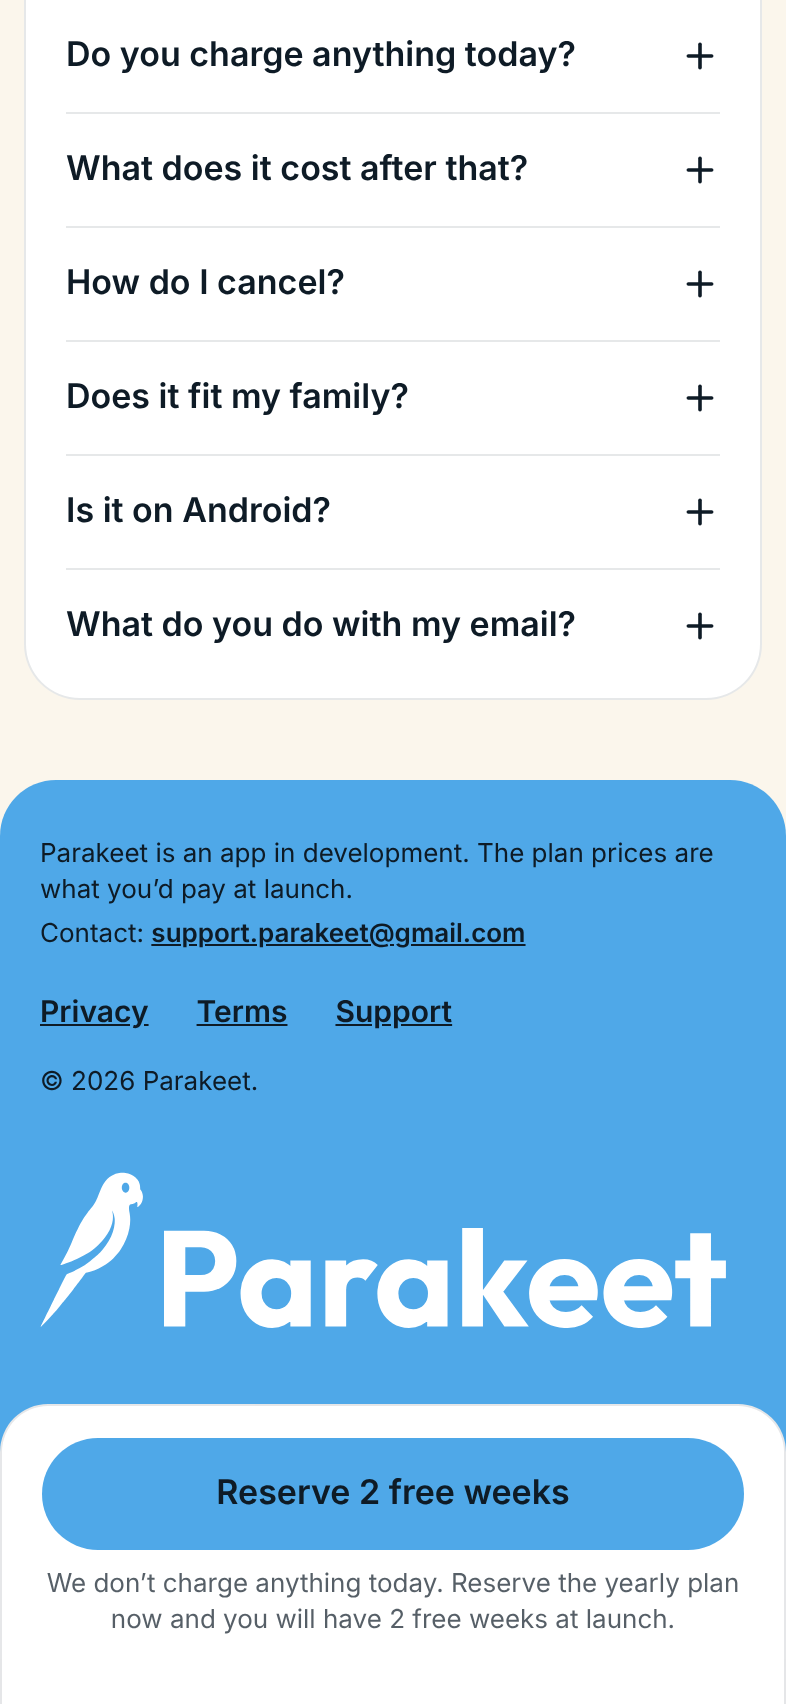 Do you charge anything today?
What does it cost after that?
How do I cancel?
Does it fit my family?
Is it on Android?
What do you do with my email?
Parakeet is an app in development. The plan prices are
what you’d pay at launch.
Contact: support.parakeet@gmail.com
Privacy Terms Support
© 2026 Parakeet.
Parakeet
Reserve 2 free weeks
We don’t charge anything today. Reserve the yearly plan
now and you will have 2 free weeks at launch.